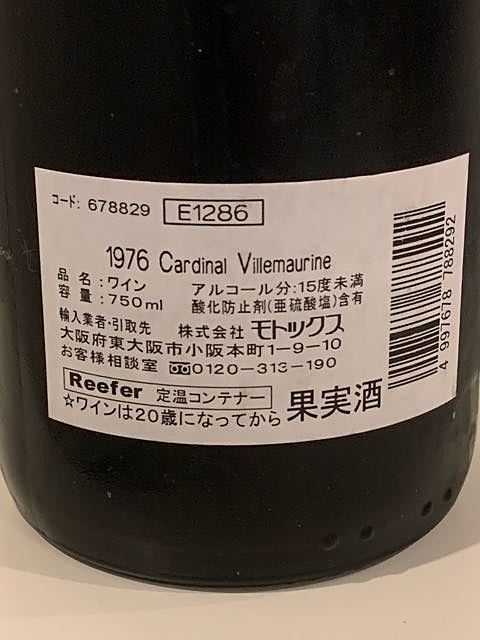 コード: 678829 E1286
1976 Cardinal Villemaurine
品名:ワイン アルコール分:15度未満
容量:750ml 酸化防止剤(亜硫酸塩)含有
輸入業者・引取先 株式会社 モトックス
大阪府東大阪市小阪本町1-9-10
お客様相談室 0120-313-190
Reefer 定温コンテナー
☆ワインは20歳になってから 果実酒
4 997678 788292